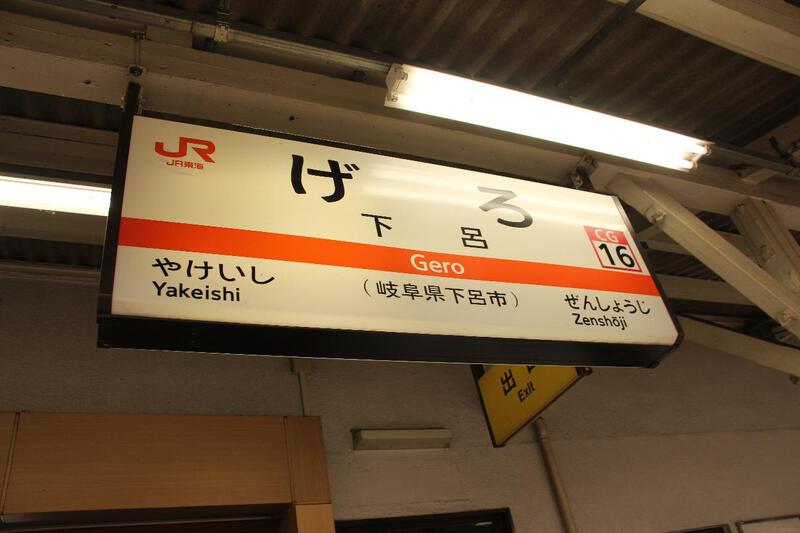 JR
JR東海
げろ
下呂
CG
16
Gero
やけいし
Yakeishi
(岐阜県下呂市)
ぜんしょうじ
Zenshōji
出
Exit